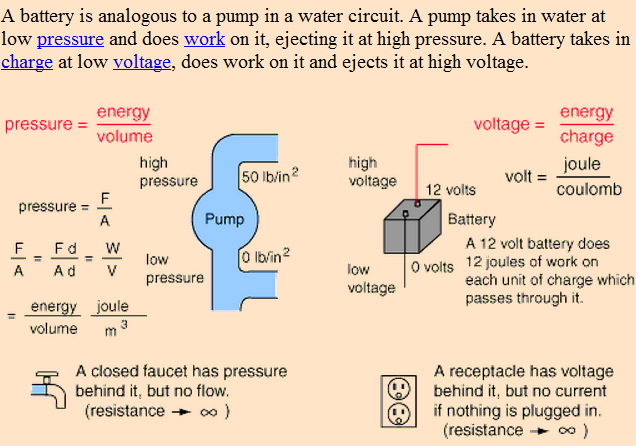 A battery is analogous to a pump in a water circuit. A pump takes in water at
low pressure and does work on it, ejecting it at high pressure. A battery takes in
charge at low voltage, does work on it and ejects it at high voltage.
pressure = energy
volume
high
pressure
50 lb/in²
pressure = F
A
Pump
F = F d = W
A A d V
low
pressure
0 lb/in²
= energy joule
volume m³
voltage = energy
charge
high
voltage
volt = joule
coulomb
12 volts
Battery
low
voltage
0 volts
A 12 volt battery does
12 joules of work on
each unit of charge which
passes through it.
A closed faucet has pressure
behind it, but no flow.
(resistance → ∞ )
A receptacle has voltage
behind it, but no current
if nothing is plugged in.
(resistance → ∞ )